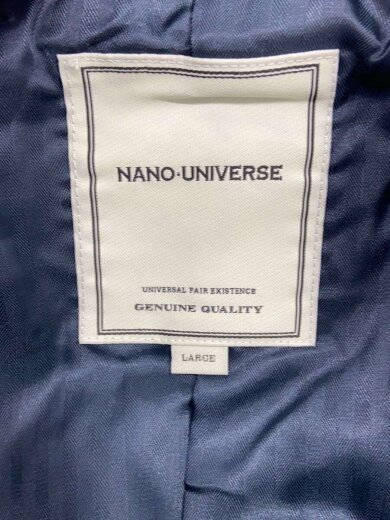 NANO·UNIVERSE
UNIVERSAL FAIR EXISTENCE
GENUINE QUALITY
LARGE